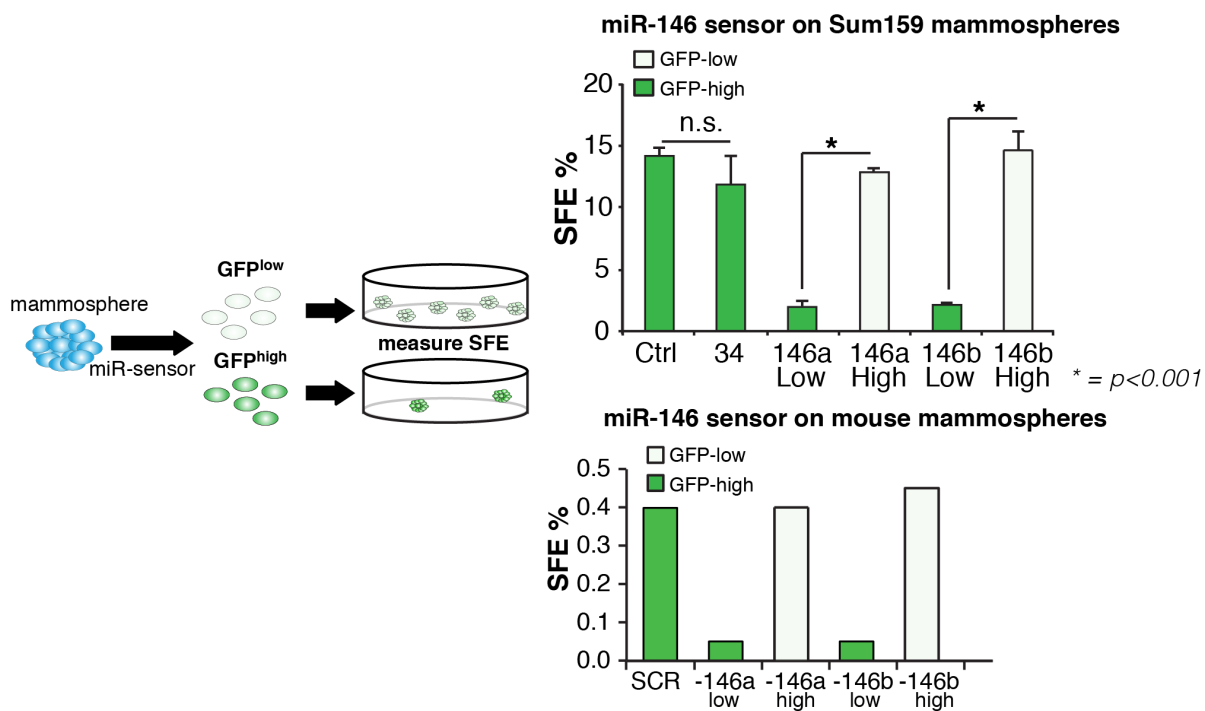 mammosphere
miR-sensor
GFPlow
GFPhigh
measure SFE
miR-146 sensor on Sum159 mammospheres
GFP-low
GFP-high
SFE %
20
15
10
5
0
n.s.
*
*
Ctrl
34
146a Low
146a High
146b Low
146b High
* = p<0.001
miR-146 sensor on mouse mammospheres
GFP-low
GFP-high
SFE %
0.5
0.4
0.3
0.2
0.1
0.0
SCR
-146a low
-146a high
-146b low
-146b high